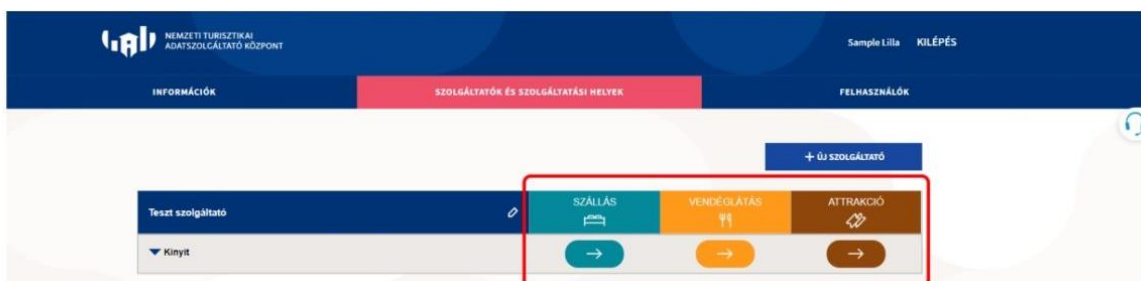 NEMZETI TURISZTIKAI
ADATSZOLGÁLTATÓ KÖZPONT
Sample Lilla KILÉPÉS
INFORMÁCIÓK SZOLGÁLTATÓK ÉS SZOLGÁLTATÁSI HELYEK FELHASZNÁLÓK
+ ÚJ SZOLGÁLTATÓ
Teszt szolgáltató SZÁLLÁS VENDÉGLÁTÁS ATTRAKCIÓ
Kinyit